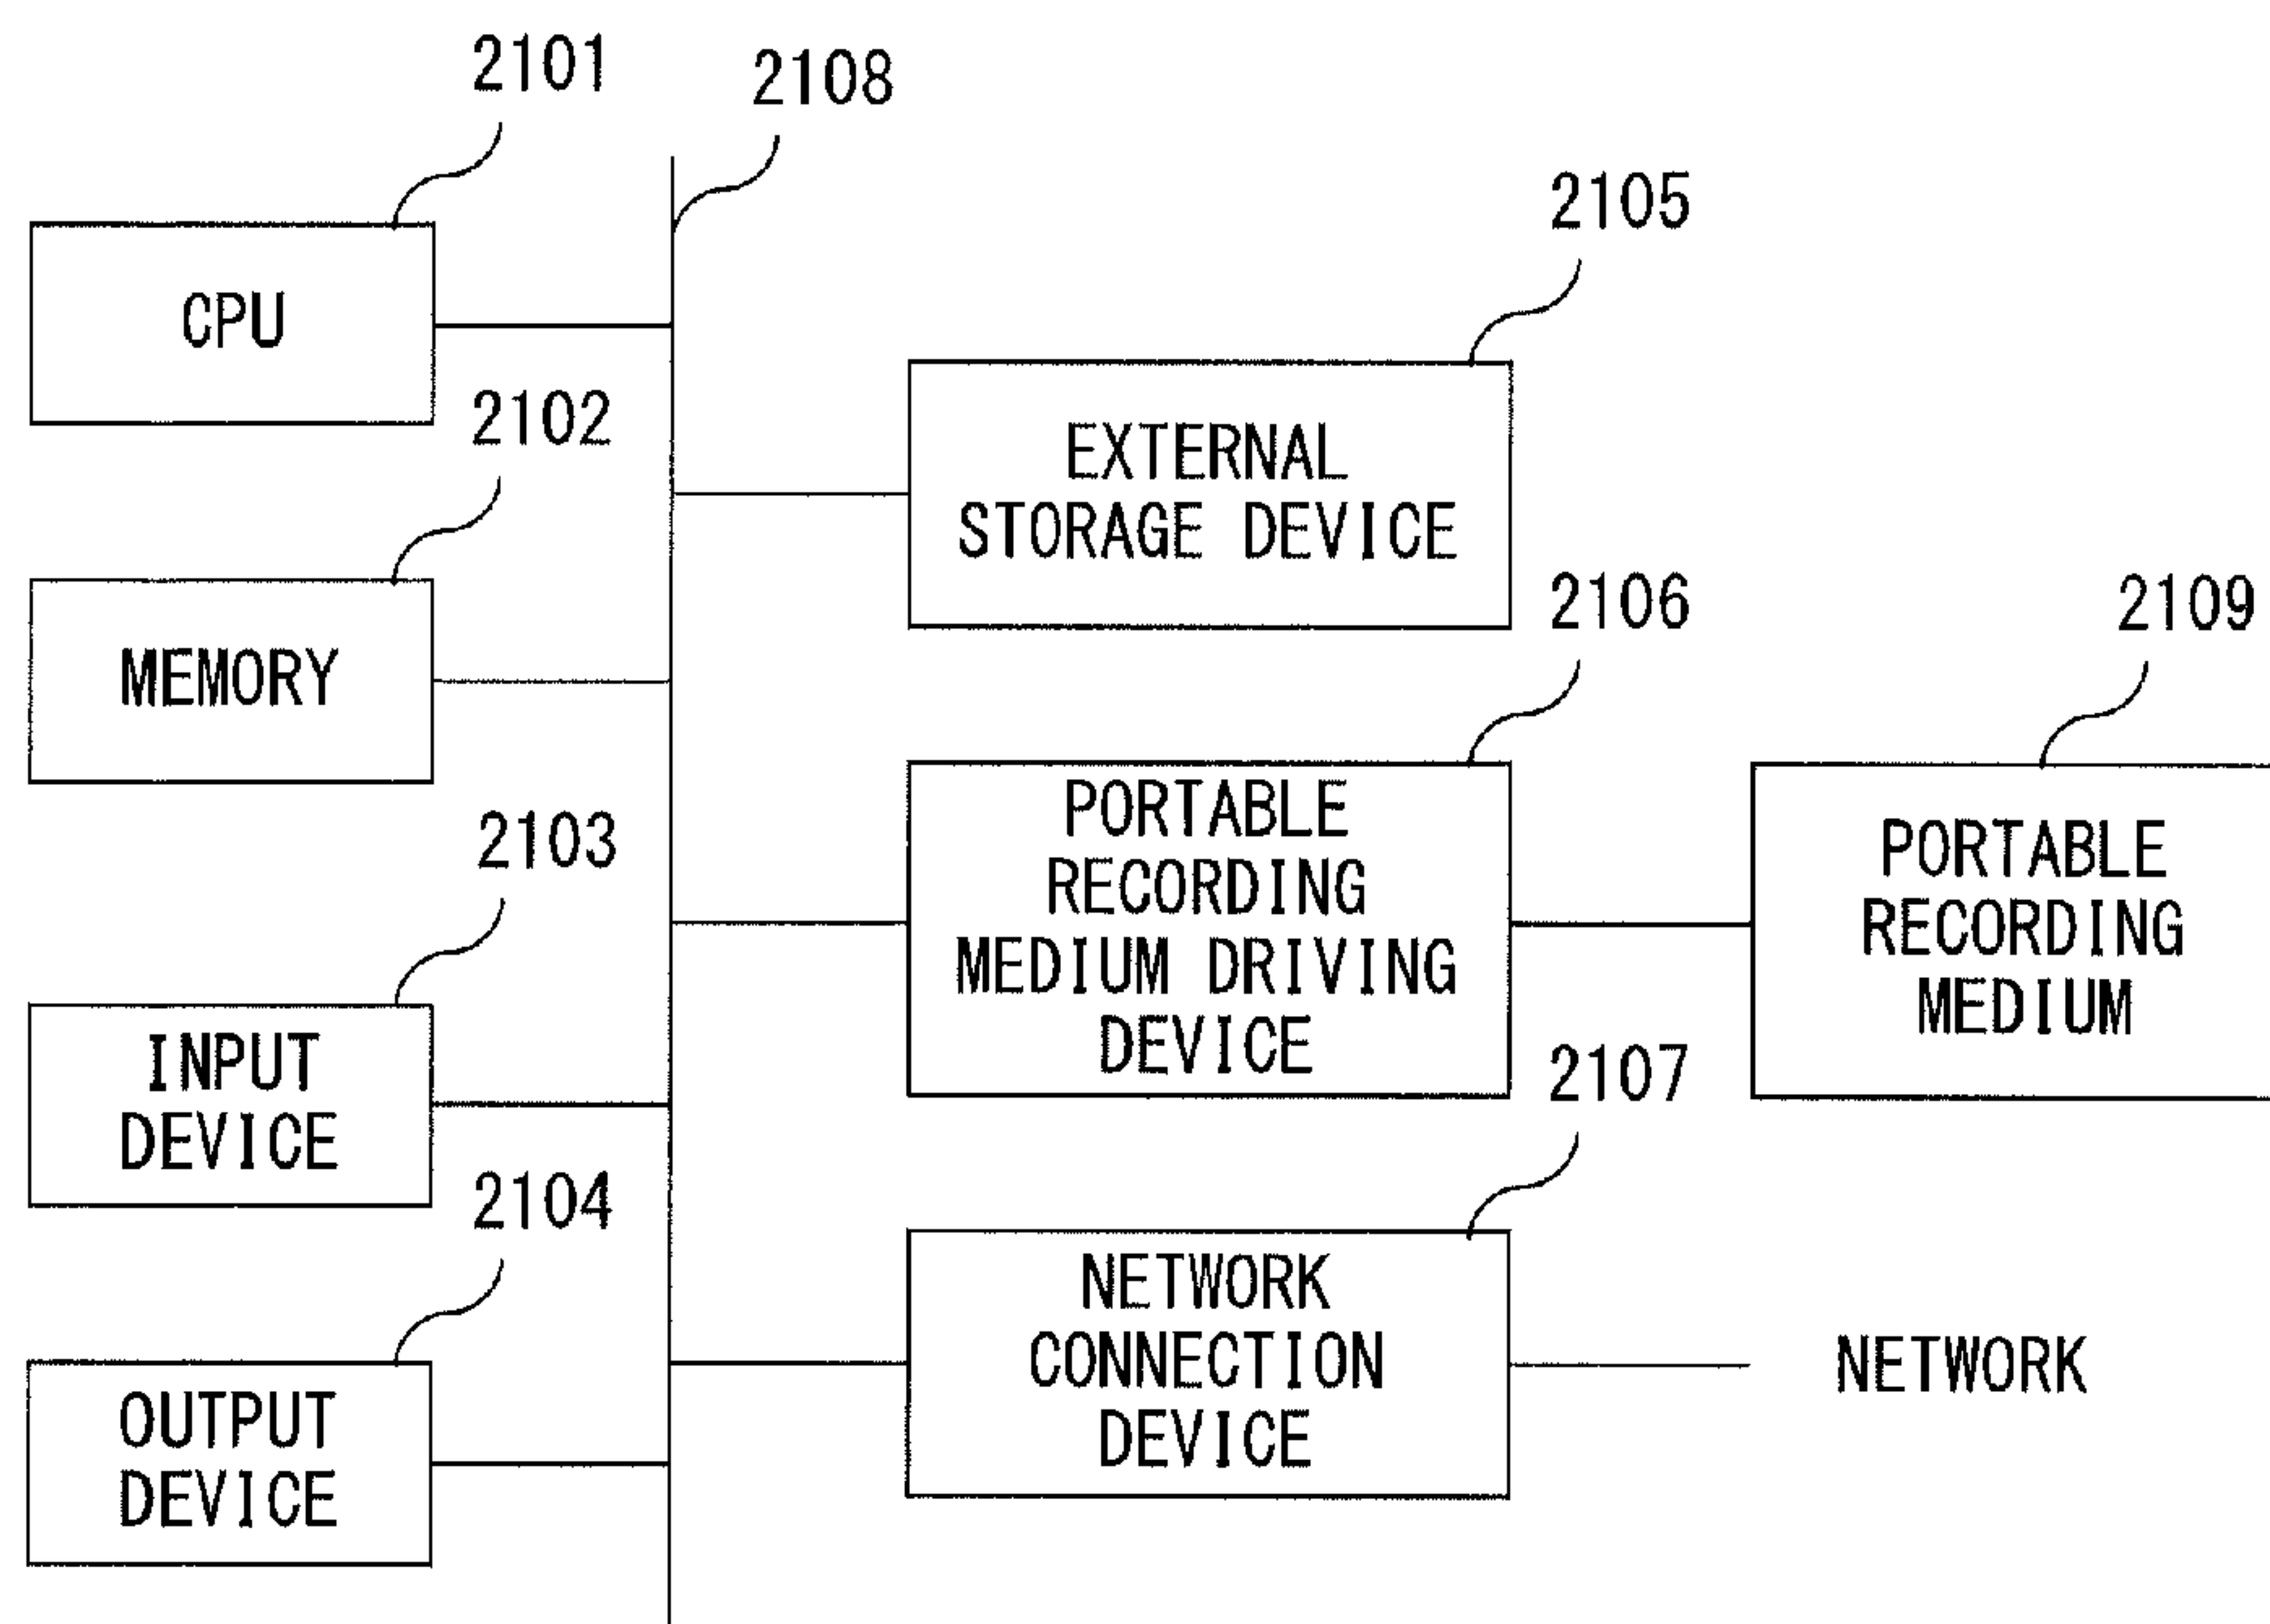 2101
2108
CPU
2105
EXTERNAL
STORAGE DEVICE
2102
MEMORY
2106
PORTABLE
RECORDING
MEDIUM DRIVING
DEVICE
2109
PORTABLE
RECORDING
MEDIUM
2103
INPUT
DEVICE
2107
NETWORK
CONNECTION
DEVICE
NETWORK
2104
OUTPUT
DEVICE